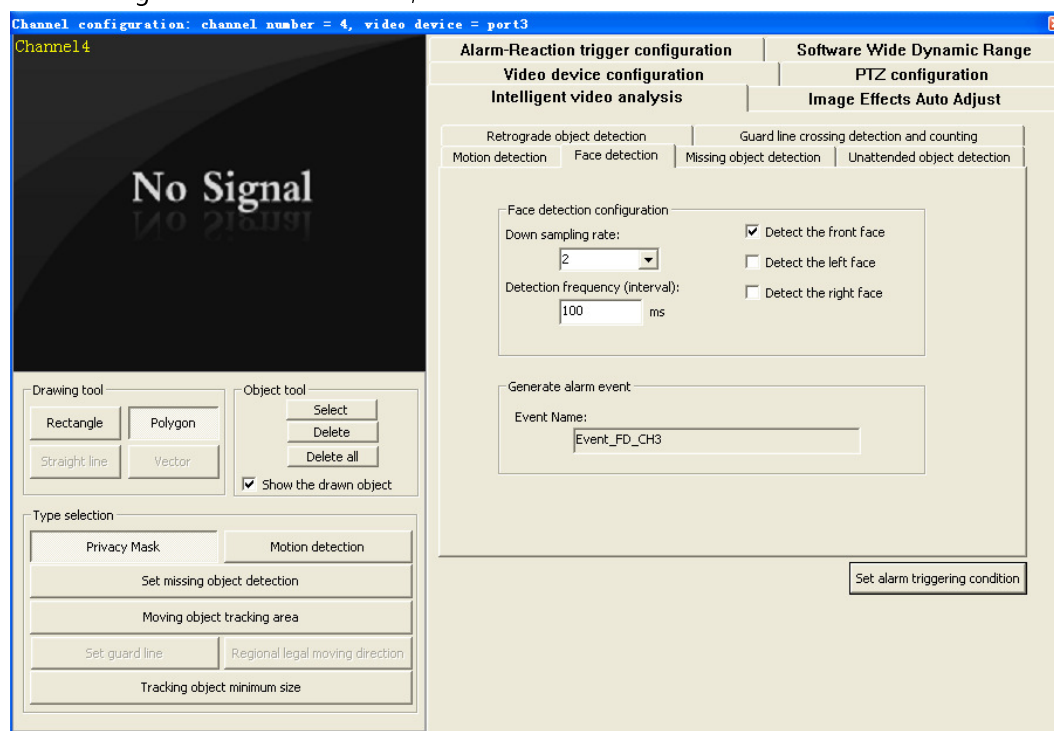 Channel configuration: channel number = 4, video device = port3
Channel4
No Signal
Alarm-Reaction trigger configuration
Software Wide Dynamic Range
Video device configuration
PTZ configuration
Intelligent video analysis
Image Effects Auto Adjust
Retrograde object detection
Guard line crossing detection and counting
Motion detection
Face detection
Missing object detection
Unattended object detection
Face detection configuration
Down sampling rate:
2
Detection frequency (interval):
100 ms
Detect the front face
Detect the left face
Detect the right face
Generate alarm event
Event Name:
Event_FD_CH3
Set alarm triggering condition
Drawing tool
Rectangle
Polygon
Straight line
Vector
Object tool
Select
Delete
Delete all
Show the drawn object
Type selection
Privacy Mask
Motion detection
Set missing object detection
Moving object tracking area
Set guard line
Regional legal moving direction
Tracking object minimum size